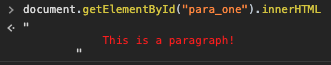 > document.getElementById("para_one").innerHTML
<· "
This is a paragraph!
"